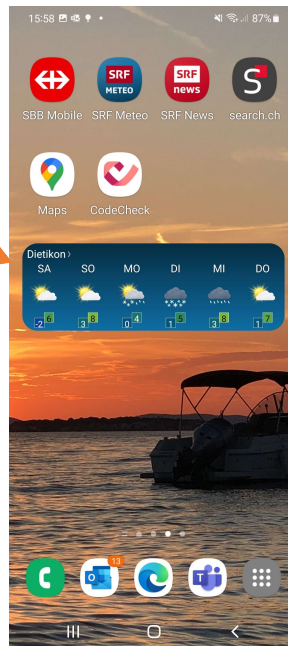 15:58 87%
SRF METEO
SRF news
S
SBB Mobile SRF Meteo SRF News search.ch
Maps CodeCheck
Dietikon
SA SO MO DI MI DO
-2 6 3 8 0 4 1 5 3 8 1 7
13